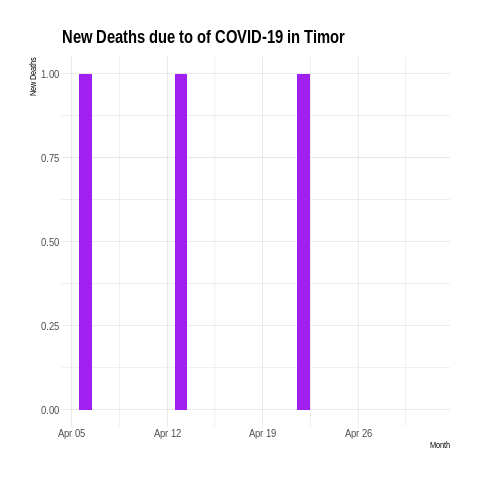 New Deaths due to of COVID-19 in Timor
New Deaths
1.00
0.75
0.50
0.25
0.00
Apr 05 Apr 12 Apr 19 Apr 26
Month